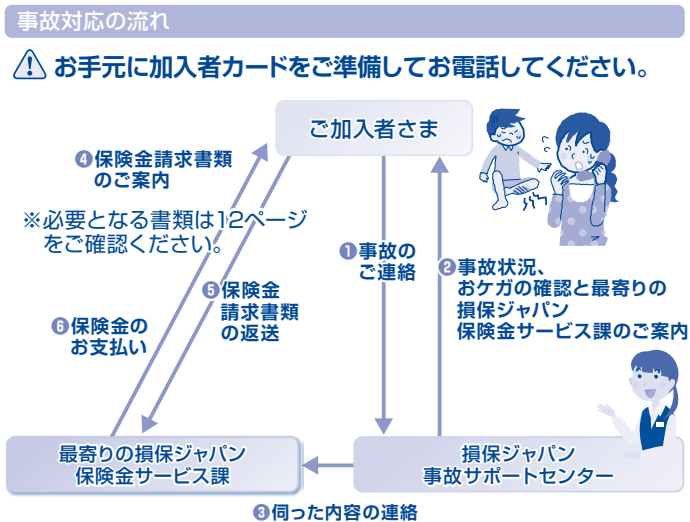 事故対応の流れ
お手元に加入者カードをご準備してお電話してください。
ご加入者さま
❹保険金請求書類
のご案内
※必要となる書類は12ページ
をご確認ください。
❶事故の
ご連絡
❷事故状況、
おケガの確認と最寄りの
損保ジャパン
保険金サービス課のご案内
❺保険金
請求書類
の返送
❻保険金の
お支払い
最寄りの損保ジャパン
保険金サービス課
損保ジャパン
事故サポートセンター
❸伺った内容の連絡